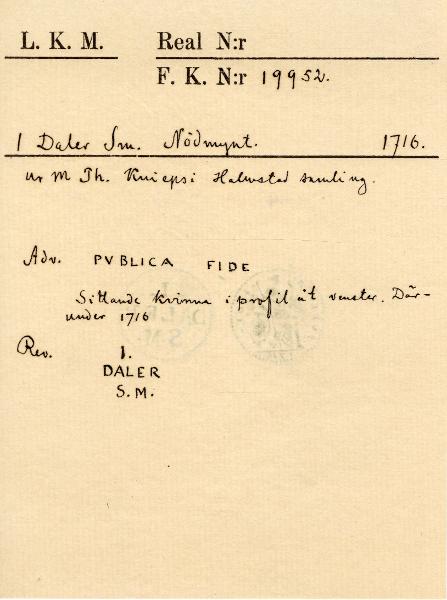 L. K. M. Real N:r
F. K. N:r 19952.
1 Daler Sm. Nödmynt. 1716.
ur M Th. Kniepsi Halmstad samling.
Adv. PVBLICA FIDE
Sittande kvinna i profil åt venster. Där-
under 1716
Rev. 1.
DALER
S.M.